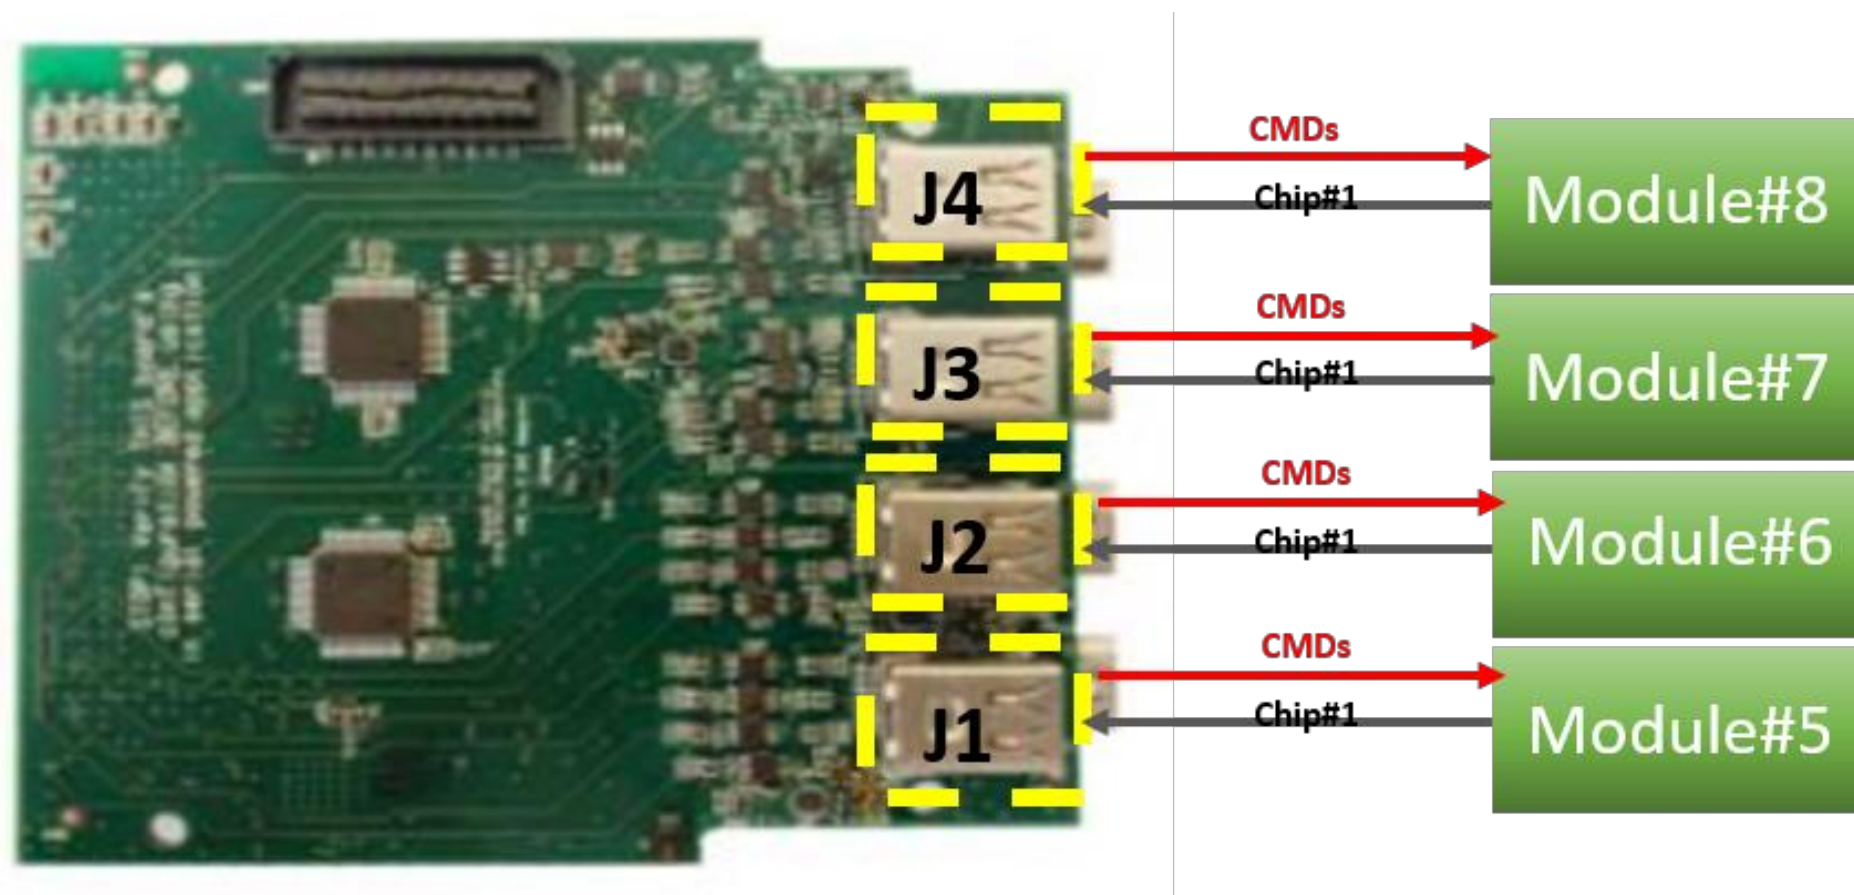 CMDs
J4
Chip#1
Module#8
CMDs
J3
Chip#1
Module#7
CMDs
J2
Chip#1
Module#6
CMDs
J1
Chip#1
Module#5